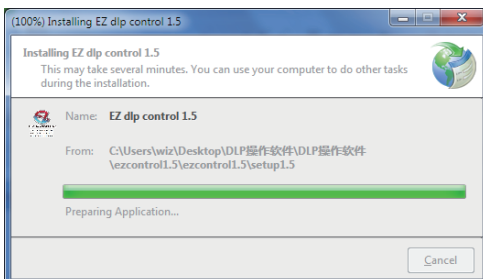 (100%) Installing EZ dlp control 1.5
Installing EZ dlp control 1.5
This may take several minutes. You can use your computer to do other tasks
during the installation.
Name: EZ dlp control 1.5
From: C:\Users\wiz\Desktop\DLP操作软件\DLP操作软件
\ezcontrol1.5\ezcontrol1.5\setup1.5
Preparing Application...
Cancel